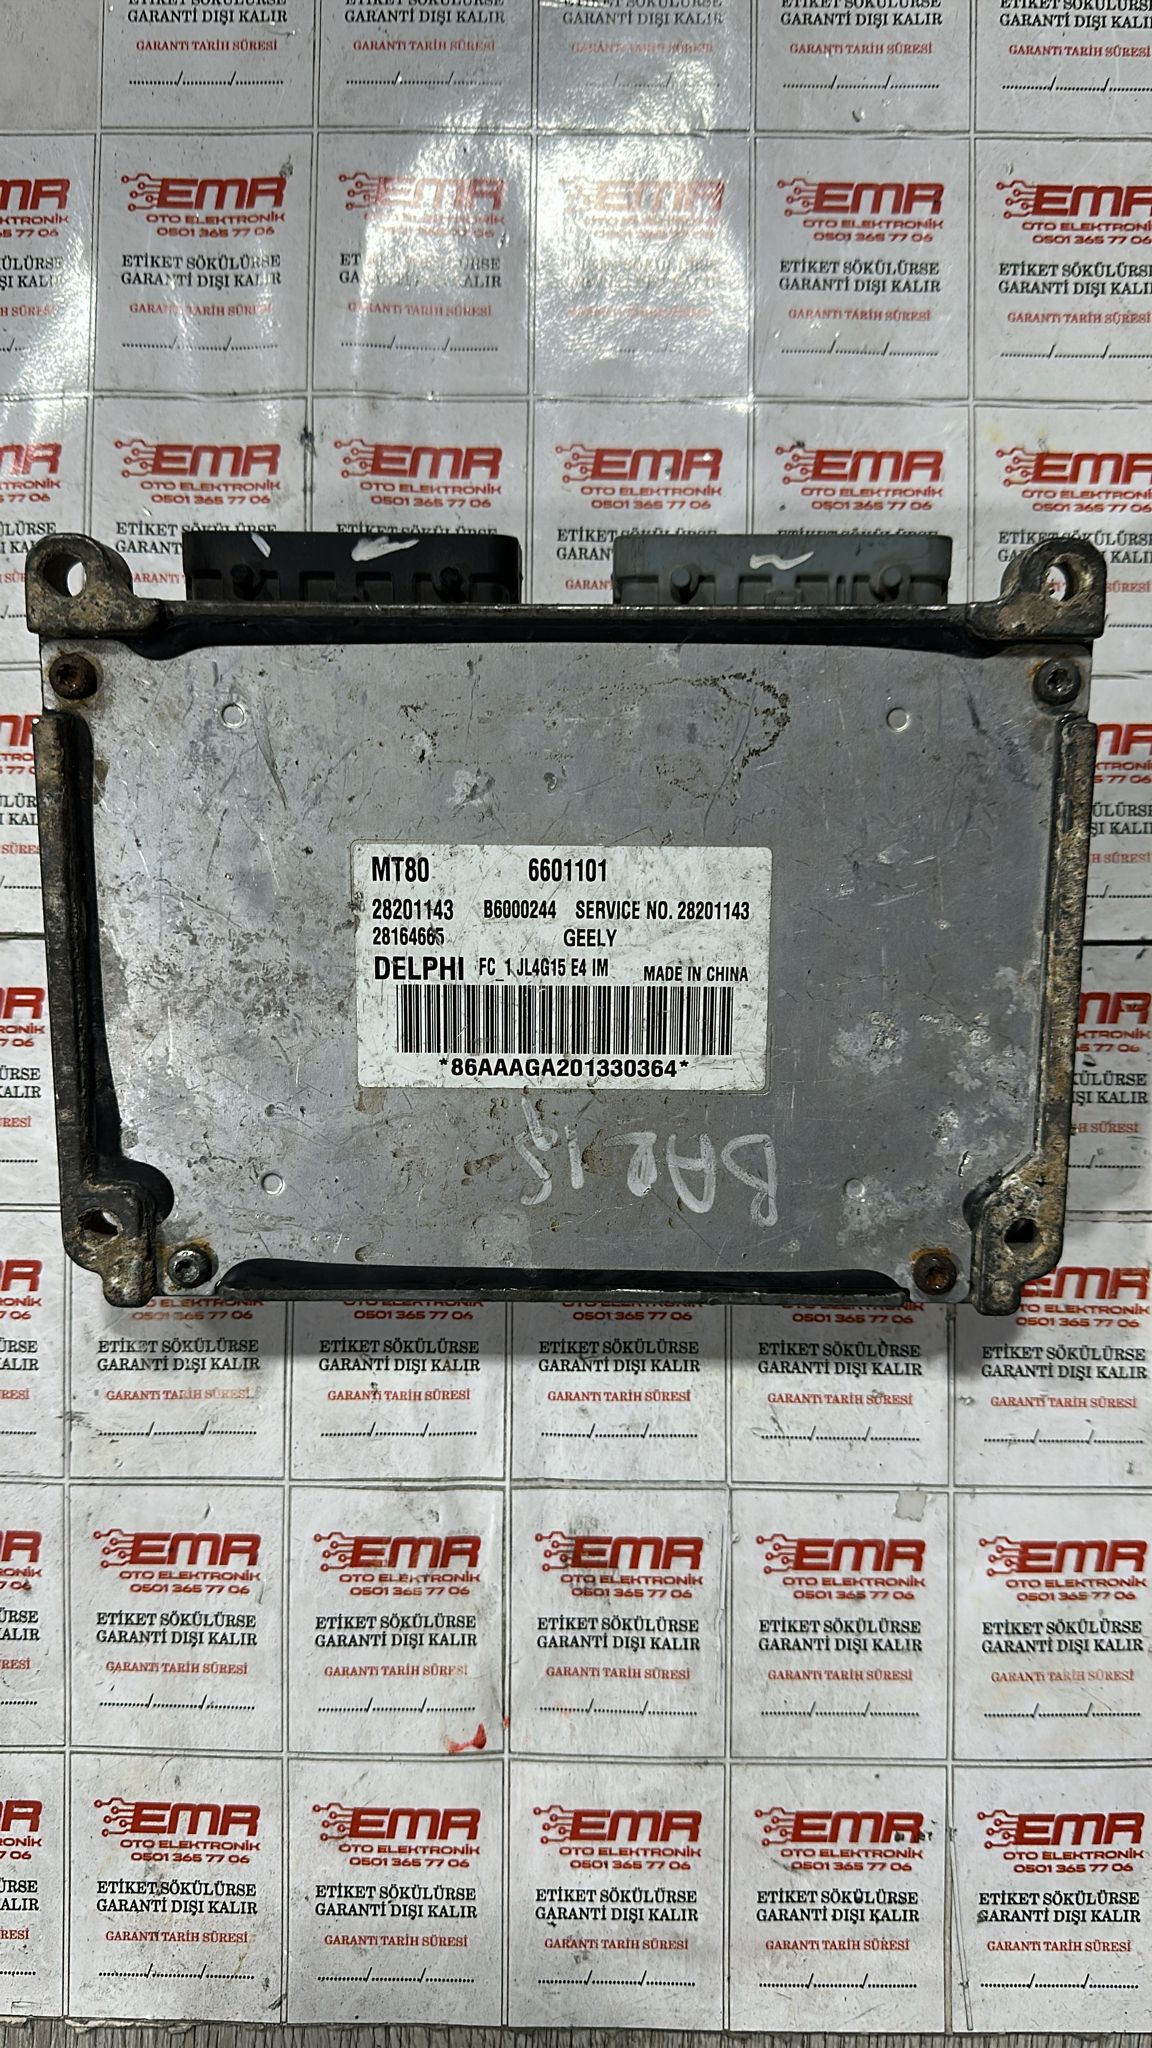 EMR
OTO ELEKTRONİK
0501 365 77 06
ETİKET SÖKÜLÜRSE
GARANTİ DIŞI KALIR
GARANTİ TARİH SÜRESİ
............/............/............
MT80 6601101
28201143 B6000244 SERVICE NO. 28201143
28164665 GEELY
DELPHI FC_1 JL4G15 E4 IM MADE IN CHINA
*86AAAGA201330364*
BARIŞ